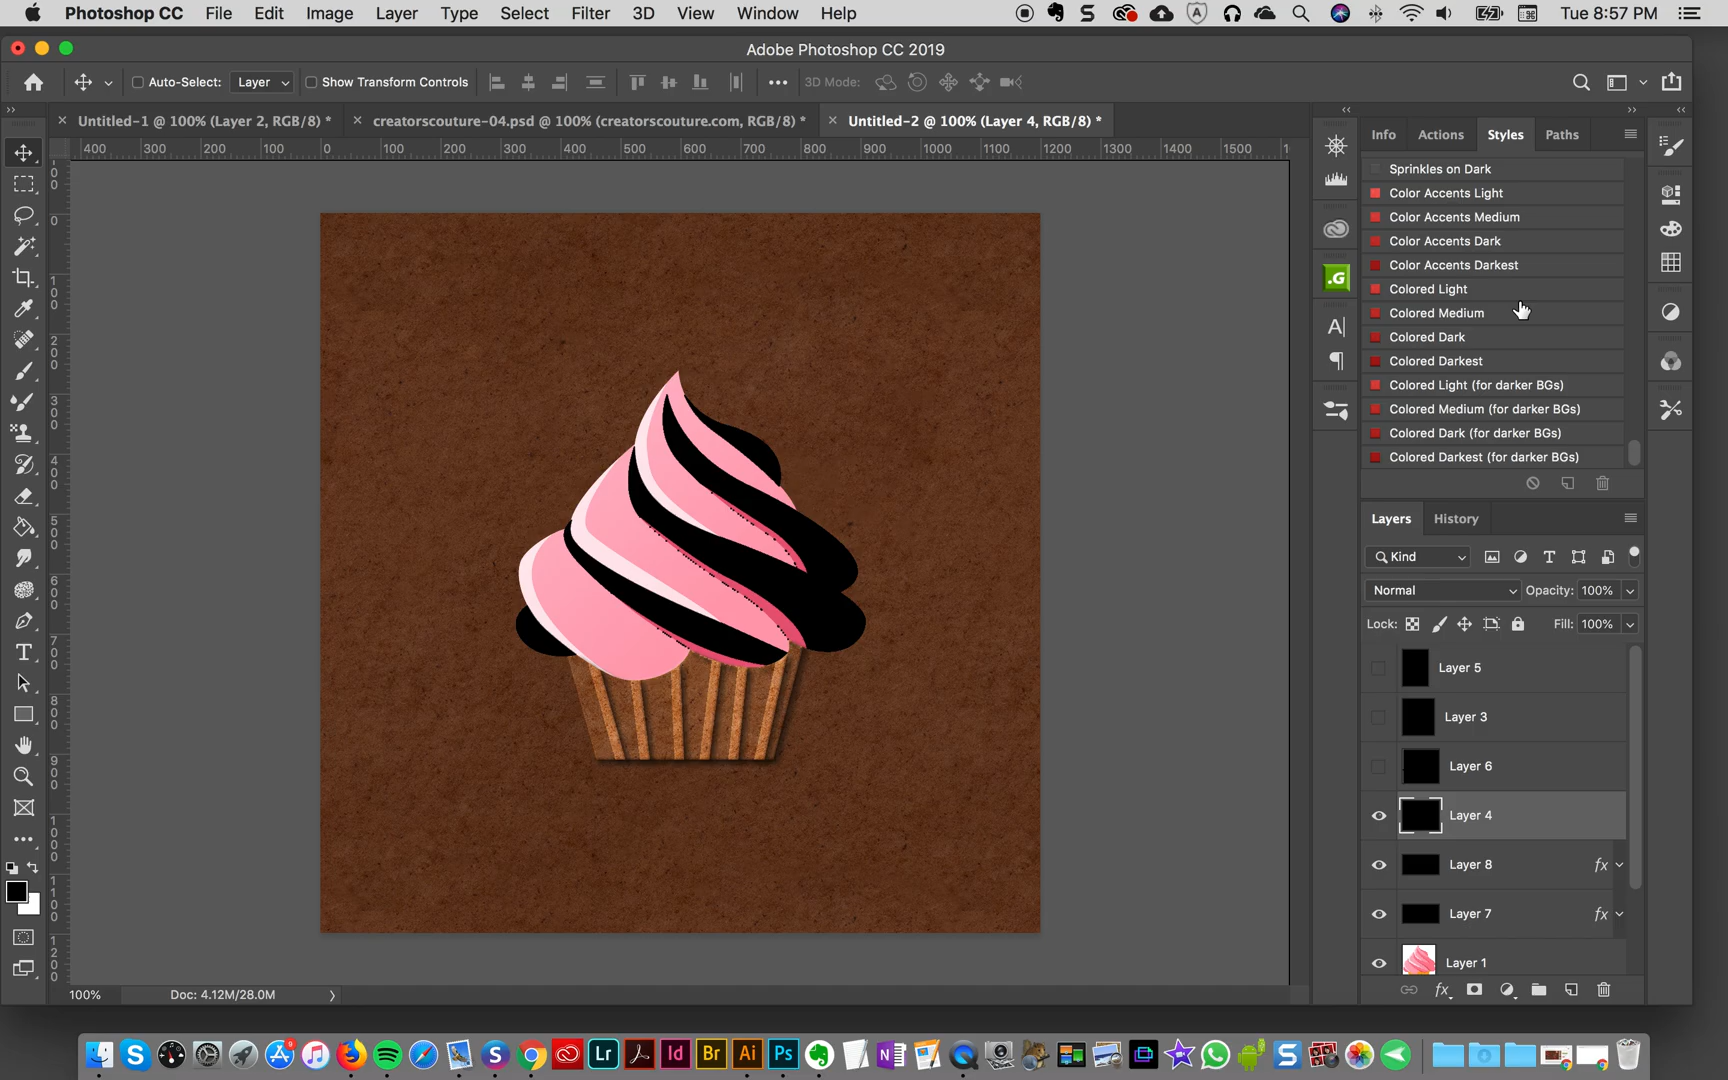 Photoshop CC File Edit Image Layer Type Select Filter 3D View Window Help Tue 8:57 PM
Adobe Photoshop CC 2019
Auto-Select: Layer Show Transform Controls 3D Mode:
Untitled-1 @ 100% (Layer 2, RGB/8) * creatorscouture-04.psd @ 100% (creatorscouture.com, RGB/8) * Untitled-2 @ 100% (Layer 4, RGB/8) *
400 300 200 100 0 100 200 300 400 500 600 700 800 900 1000 1100 1200 1300 1400 1500
Info Actions Styles Paths
Sprinkles on Dark
Color Accents Light
Color Accents Medium
Color Accents Dark
Color Accents Darkest
Colored Light
Colored Medium
Colored Dark
Colored Darkest
Colored Light (for darker BGs)
Colored Medium (for darker BGs)
Colored Dark (for darker BGs)
Colored Darkest (for darker BGs)
Layers History
Kind
Normal Opacity: 100%
Lock: Fill: 100%
Layer 5
Layer 3
Layer 6
Layer 4
Layer 8 fx
Layer 7 fx
Layer 1
100% Doc: 4.12M/28.0M
Lr Id Br Ai Ps